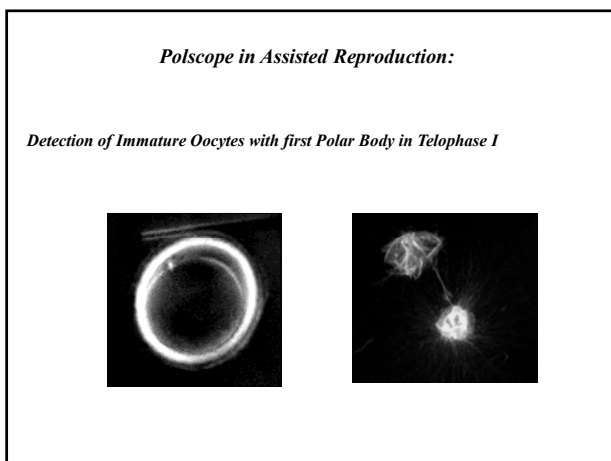 Polscope in Assisted Reproduction:
Detection of Immature Oocytes with first Polar Body in Telophase I